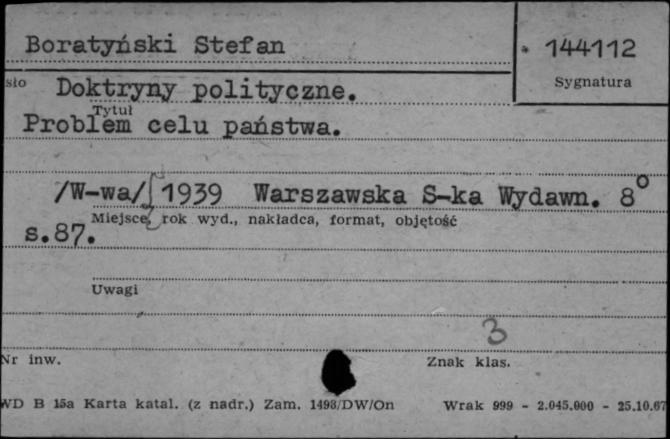 Boratyński Stefan
144112
Sygnatura
sło Doktryny polityczne.
Tytuł
Problem celu państwa.
/W-wa/ 1939 Warszawska S-ka Wydawn. 8°
Miejsce, rok wyd., nakładca, format, objętość
s.87.
Uwagi
3
Nr inw.
Znak klas.
WD B 15a Karta katal. (z nadr.) Zam. 1493/DW/On Wrak 999 - 2.045.000 - 25.10.67